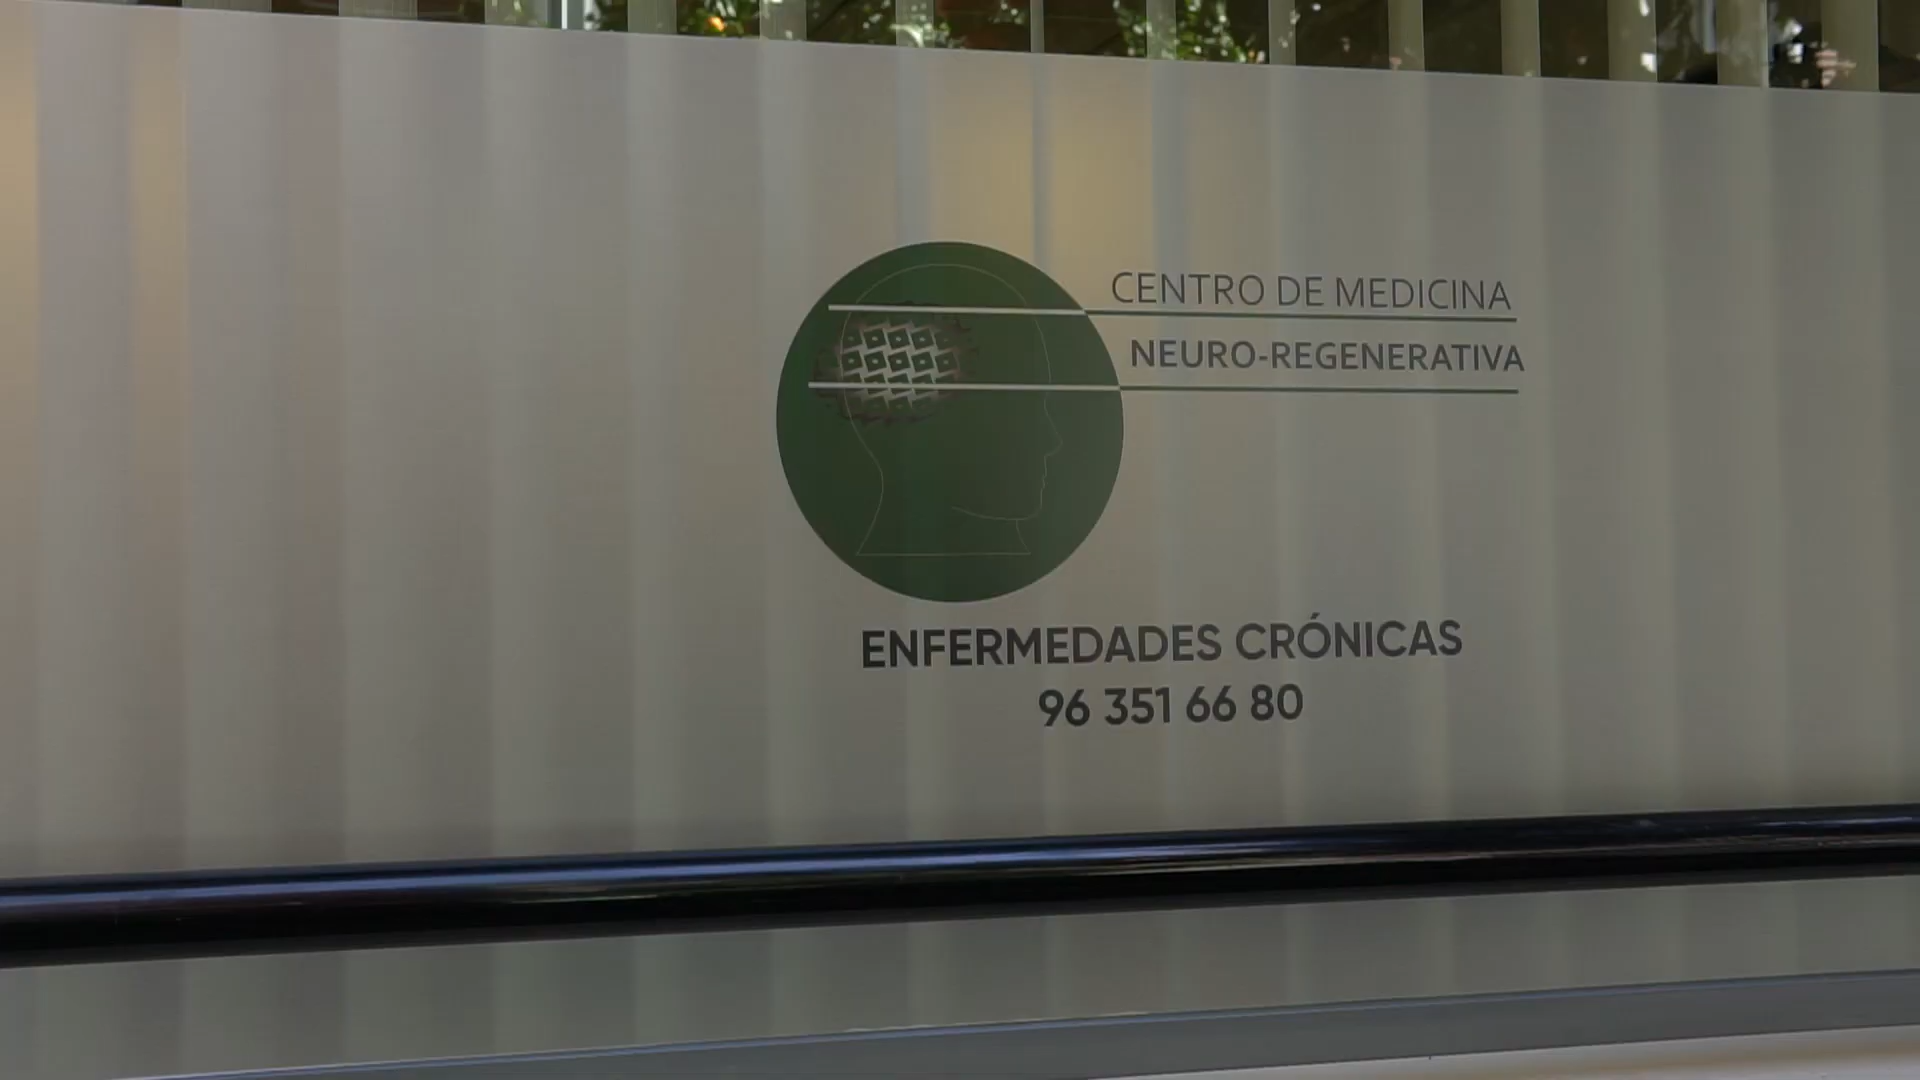 CENTRO DE MEDICINA
NEURO-REGENERATIVA
ENFERMEDADES CRÓNICAS
96 351 66 80